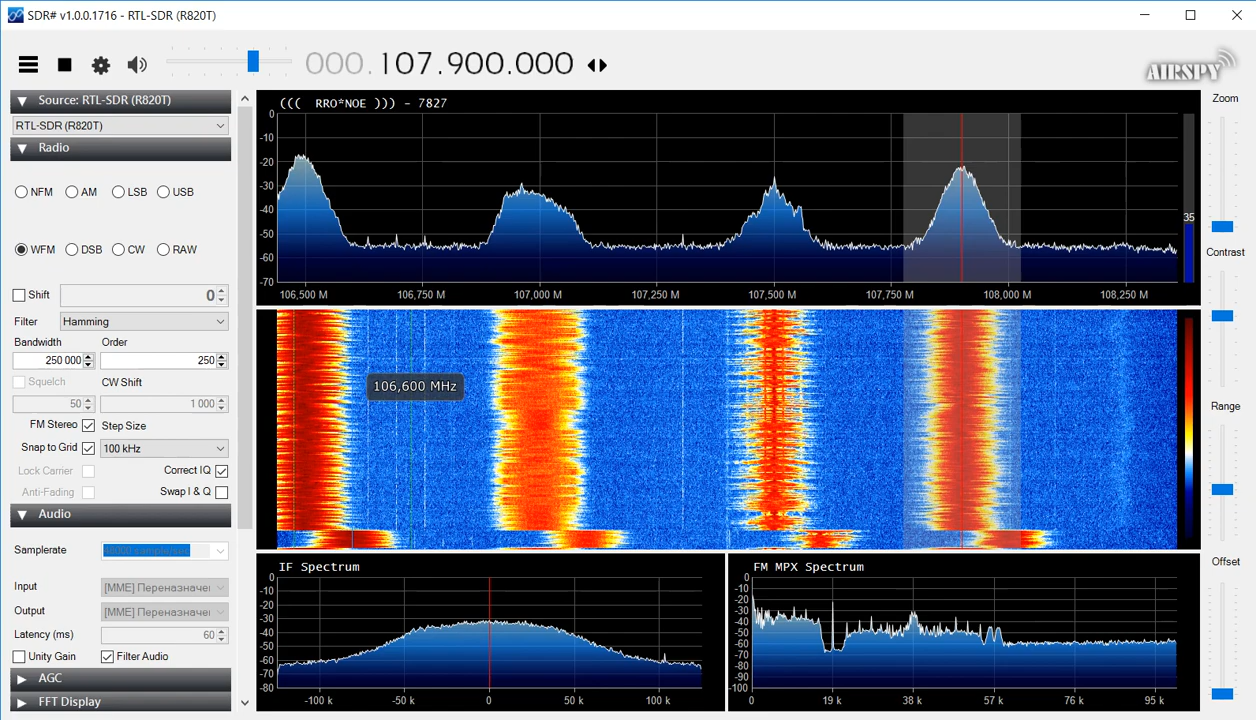 SDR# v1.0.0.1716 - RTL-SDR (R820T)
000.107.900.000
AIRSPY
Source: RTL-SDR (R820T)
RTL-SDR (R820T)
Radio
NFM AM LSB USB
WFM DSB CW RAW
Shift 0
Filter Hamming
Bandwidth Order
250 000 250
Squelch CW Shift
50 1 000
FM Stereo Step Size
Snap to Grid 100 kHz
Lock Carrier Correct IQ
Anti-Fading Swap I & Q
Audio
Samplerate
Input [MME] Переназначен
Output [MME] Переназначен
Latency (ms) 60
Unity Gain Filter Audio
AGC
FFT Display
((( RRO*NOE ))) - 7827
0
-10
-20
-30
-40
-50
-60
-70
35
106,500 M 106,750 M 107,000 M 107,250 M 107,500 M 107,750 M 108,000 M 108,250 M
106,600 MHz
IF Spectrum
0
-10
-20
-30
-40
-50
-60
-70
-80
-100 k -50 k 0 50 k 100 k
FM MPX Spectrum
0
-10
-20
-30
-40
-50
-60
-70
-80
-90
-100
0 19 k 38 k 57 k 76 k 95 k
Zoom
Contrast
Range
Offset